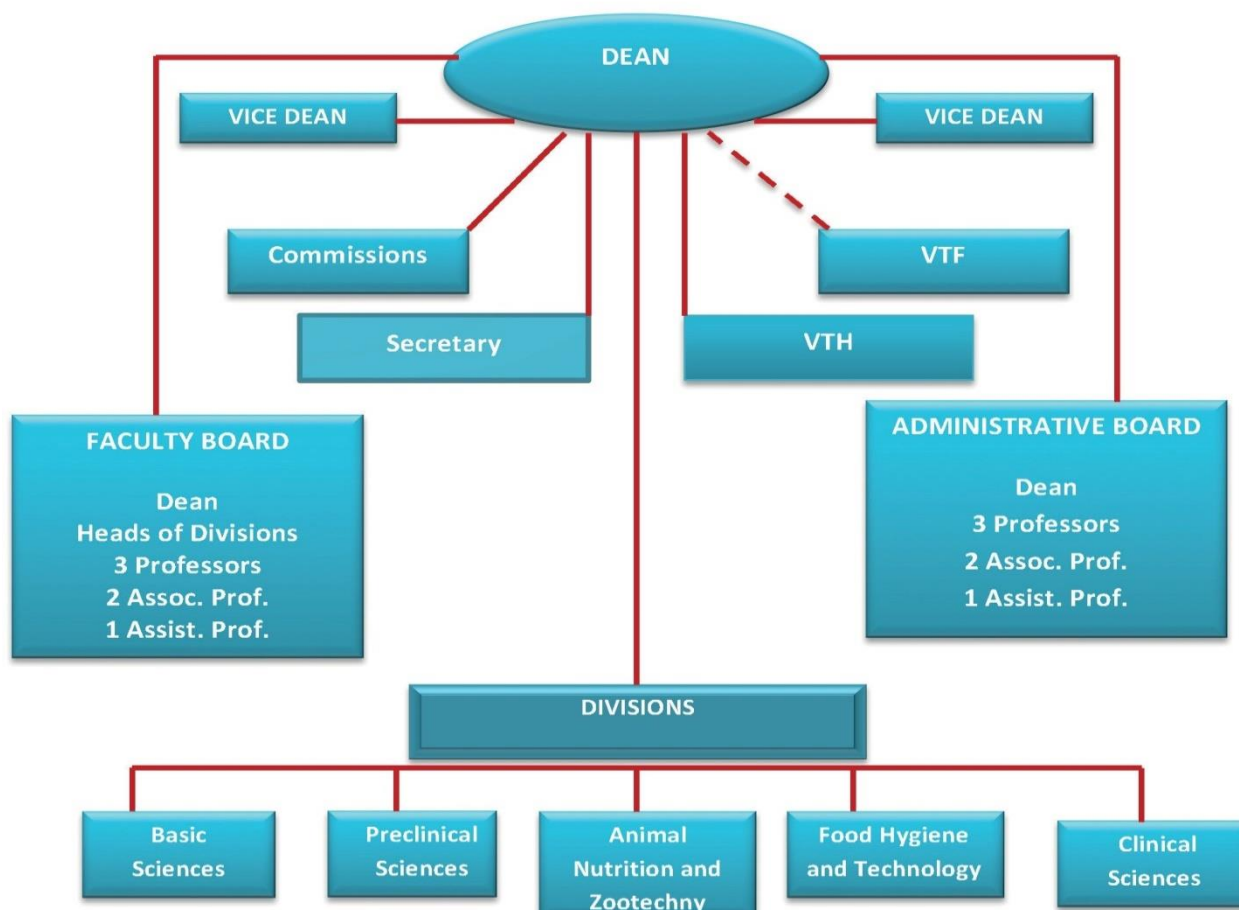 DEAN
VICE DEAN
VICE DEAN
Commissions
VTF
Secretary
VTH
FACULTY BOARD
Dean
Heads of Divisions
3 Professors
2 Assoc. Prof.
1 Assist. Prof.
ADMINISTRATIVE BOARD
Dean
3 Professors
2 Assoc. Prof.
1 Assist. Prof.
DIVISIONS
Basic
Sciences
Preclinical
Sciences
Animal
Nutrition and
Zootechny
Food Hygiene
and Technology
Clinical
Sciences